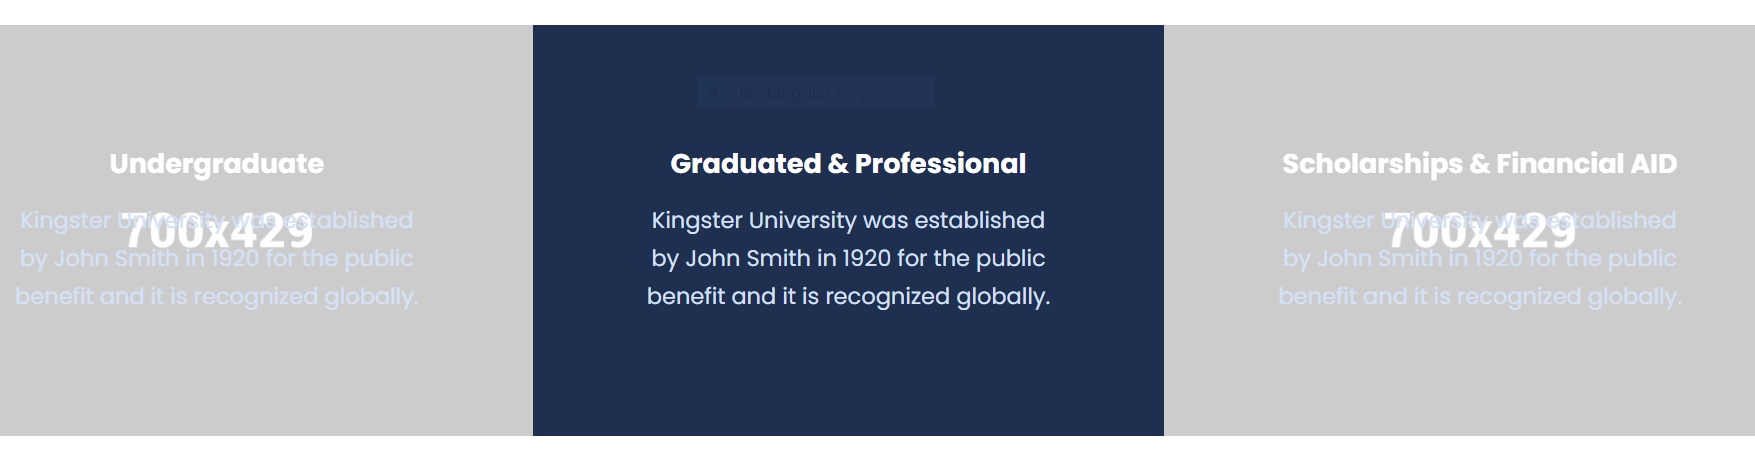 Undergraduate
Kingster University was established
700x429
by John Smith in 1920 for the public
benefit and it is recognized globally.
Rectangular Snip
Graduated & Professional
Kingster University was established
by John Smith in 1920 for the public
benefit and it is recognized globally.
Scholarships & Financial AID
Kingster University was established
700x429
by John Smith in 1920 for the public
benefit and it is recognized globally.